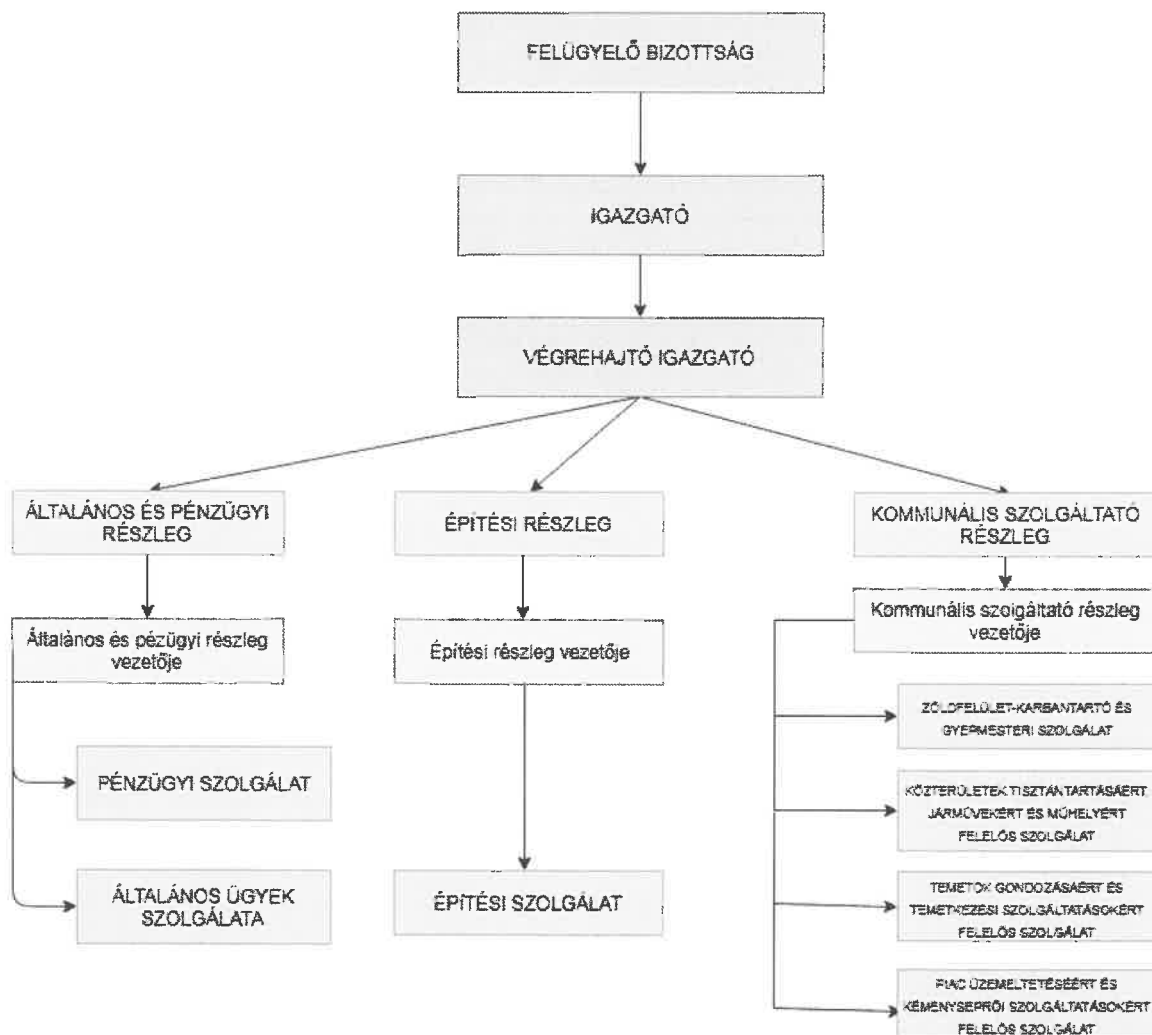 FELÜGYELŐ BIZOTTSÁG
IGAZGATÓ
VÉGREHAJTÓ IGAZGATÓ
ÁLTALÁNOS ÉS PÉNZÜGYI
RÉSZLEG
ÉPÍTÉSI RÉSZLEG
KOMMUNÁLIS SZOLGÁLTATÓ
RÉSZLEG
Általános és pézügyi részleg
vezetője
Építési részleg vezetője
Kommunális szolgáltató részleg
vezetője
PÉNZÜGYI SZOLGÁLAT
ÁLTALÁNOS ÜGYEK
SZOLGÁLATA
ÉPÍTÉSI SZOLGÁLAT
ZÖLDFELÜLET-KARBANTARTÓ ÉS
GYEPMESTERI SZOLGÁLAT
KÖZTERÜLETEK TISZTÁNTARTÁSÁÉRT,
JÁRMŰVEKÉRT ÉS MŰHELYÉRT
FELELŐS SZOLGÁLAT
TEMETŐK GONDOZÁSÁÉRT ÉS
TEMETKEZÉSI SZOLGÁLTATÁSOKÉRT
FELELŐS SZOLGÁLAT
PIAC ÜZEMELTETÉSÉÉRT ÉS
KÉMÉNYSEPRŐI SZOLGÁLTATÁSOKÉRT
FELELŐS SZOLGÁLAT